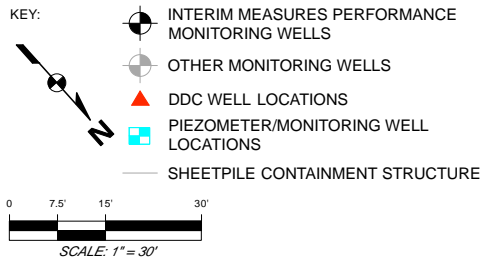 KEY:
INTERIM MEASURES PERFORMANCE
MONITORING WELLS
OTHER MONITORING WELLS
DDC WELL LOCATIONS
N
PIEZOMETER/MONITORING WELL
LOCATIONS
SHEETPILE CONTAINMENT STRUCTURE
0 7.5' 15' 30'
SCALE: 1" = 30'